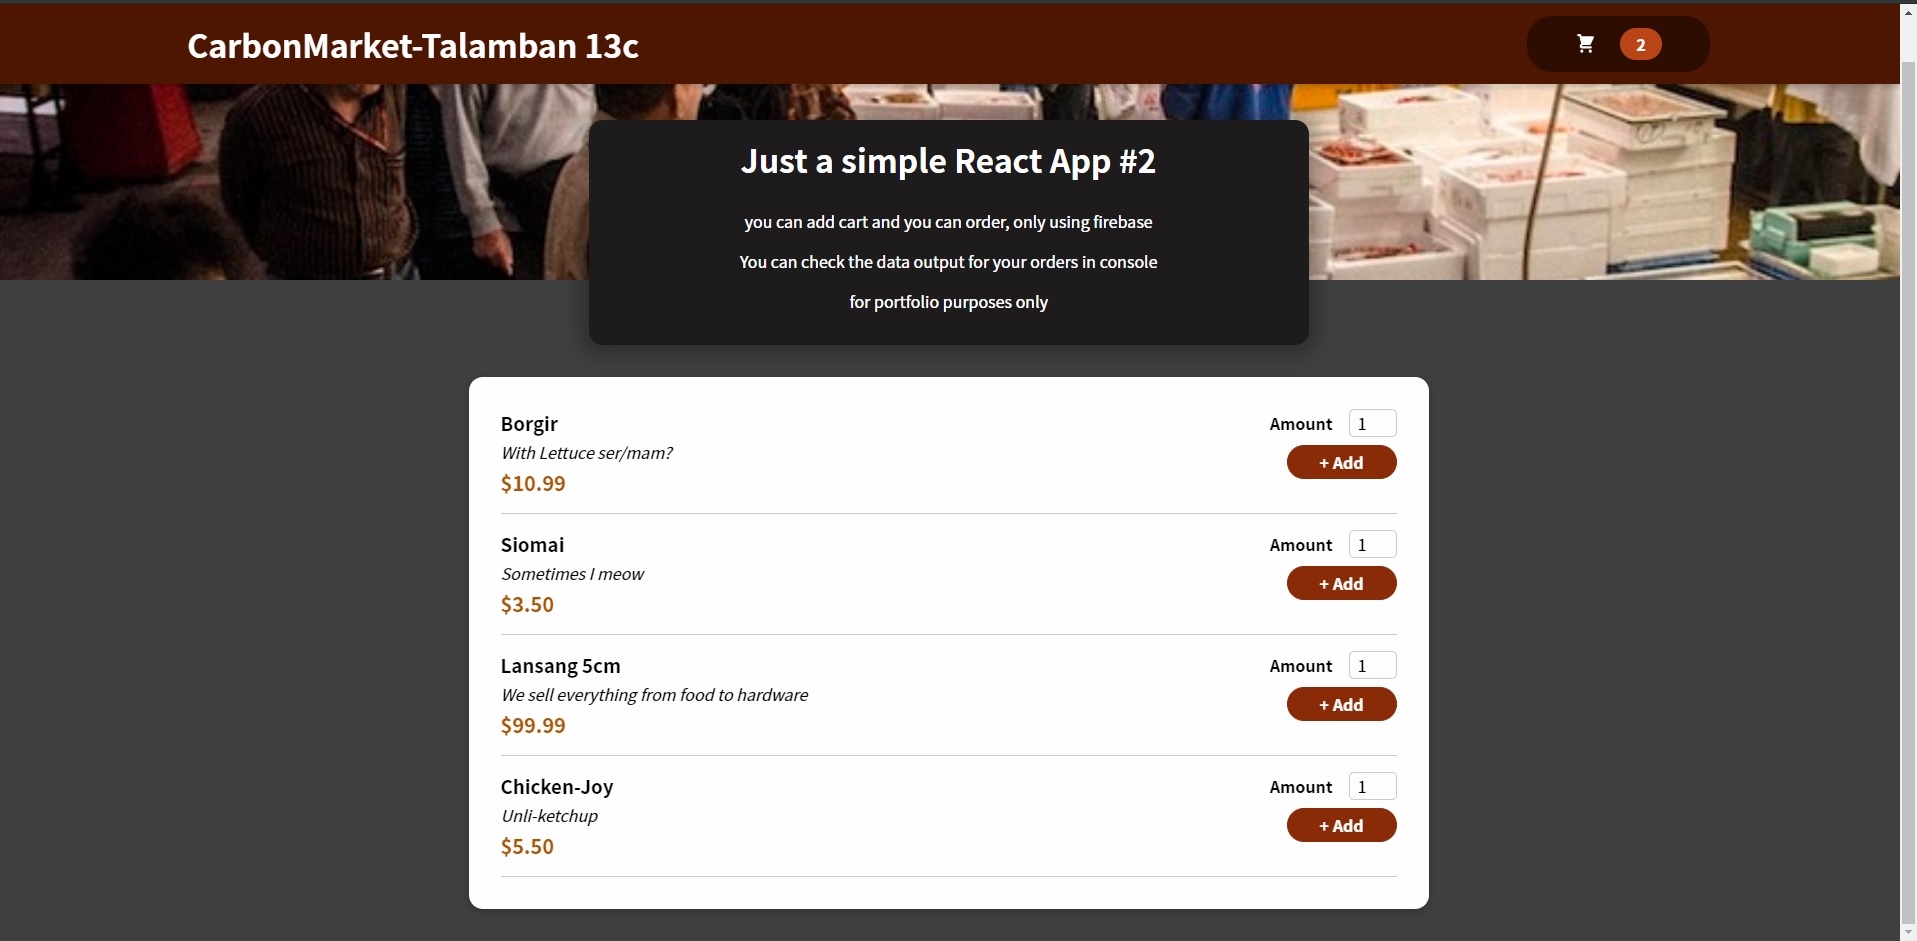 CarbonMarket-Talamban 13c
2
Just a simple React App #2
you can add cart and you can order, only using firebase
You can check the data output for your orders in console
for portfolio purposes only
Borgir
Amount 1
With Lettuce ser/mam?
+ Add
$10.99
Siomai
Amount 1
Sometimes I meow
+ Add
$3.50
Lansang 5cm
Amount 1
We sell everything from food to hardware
+ Add
$99.99
Chicken-Joy
Amount 1
Unli-ketchup
+ Add
$5.50